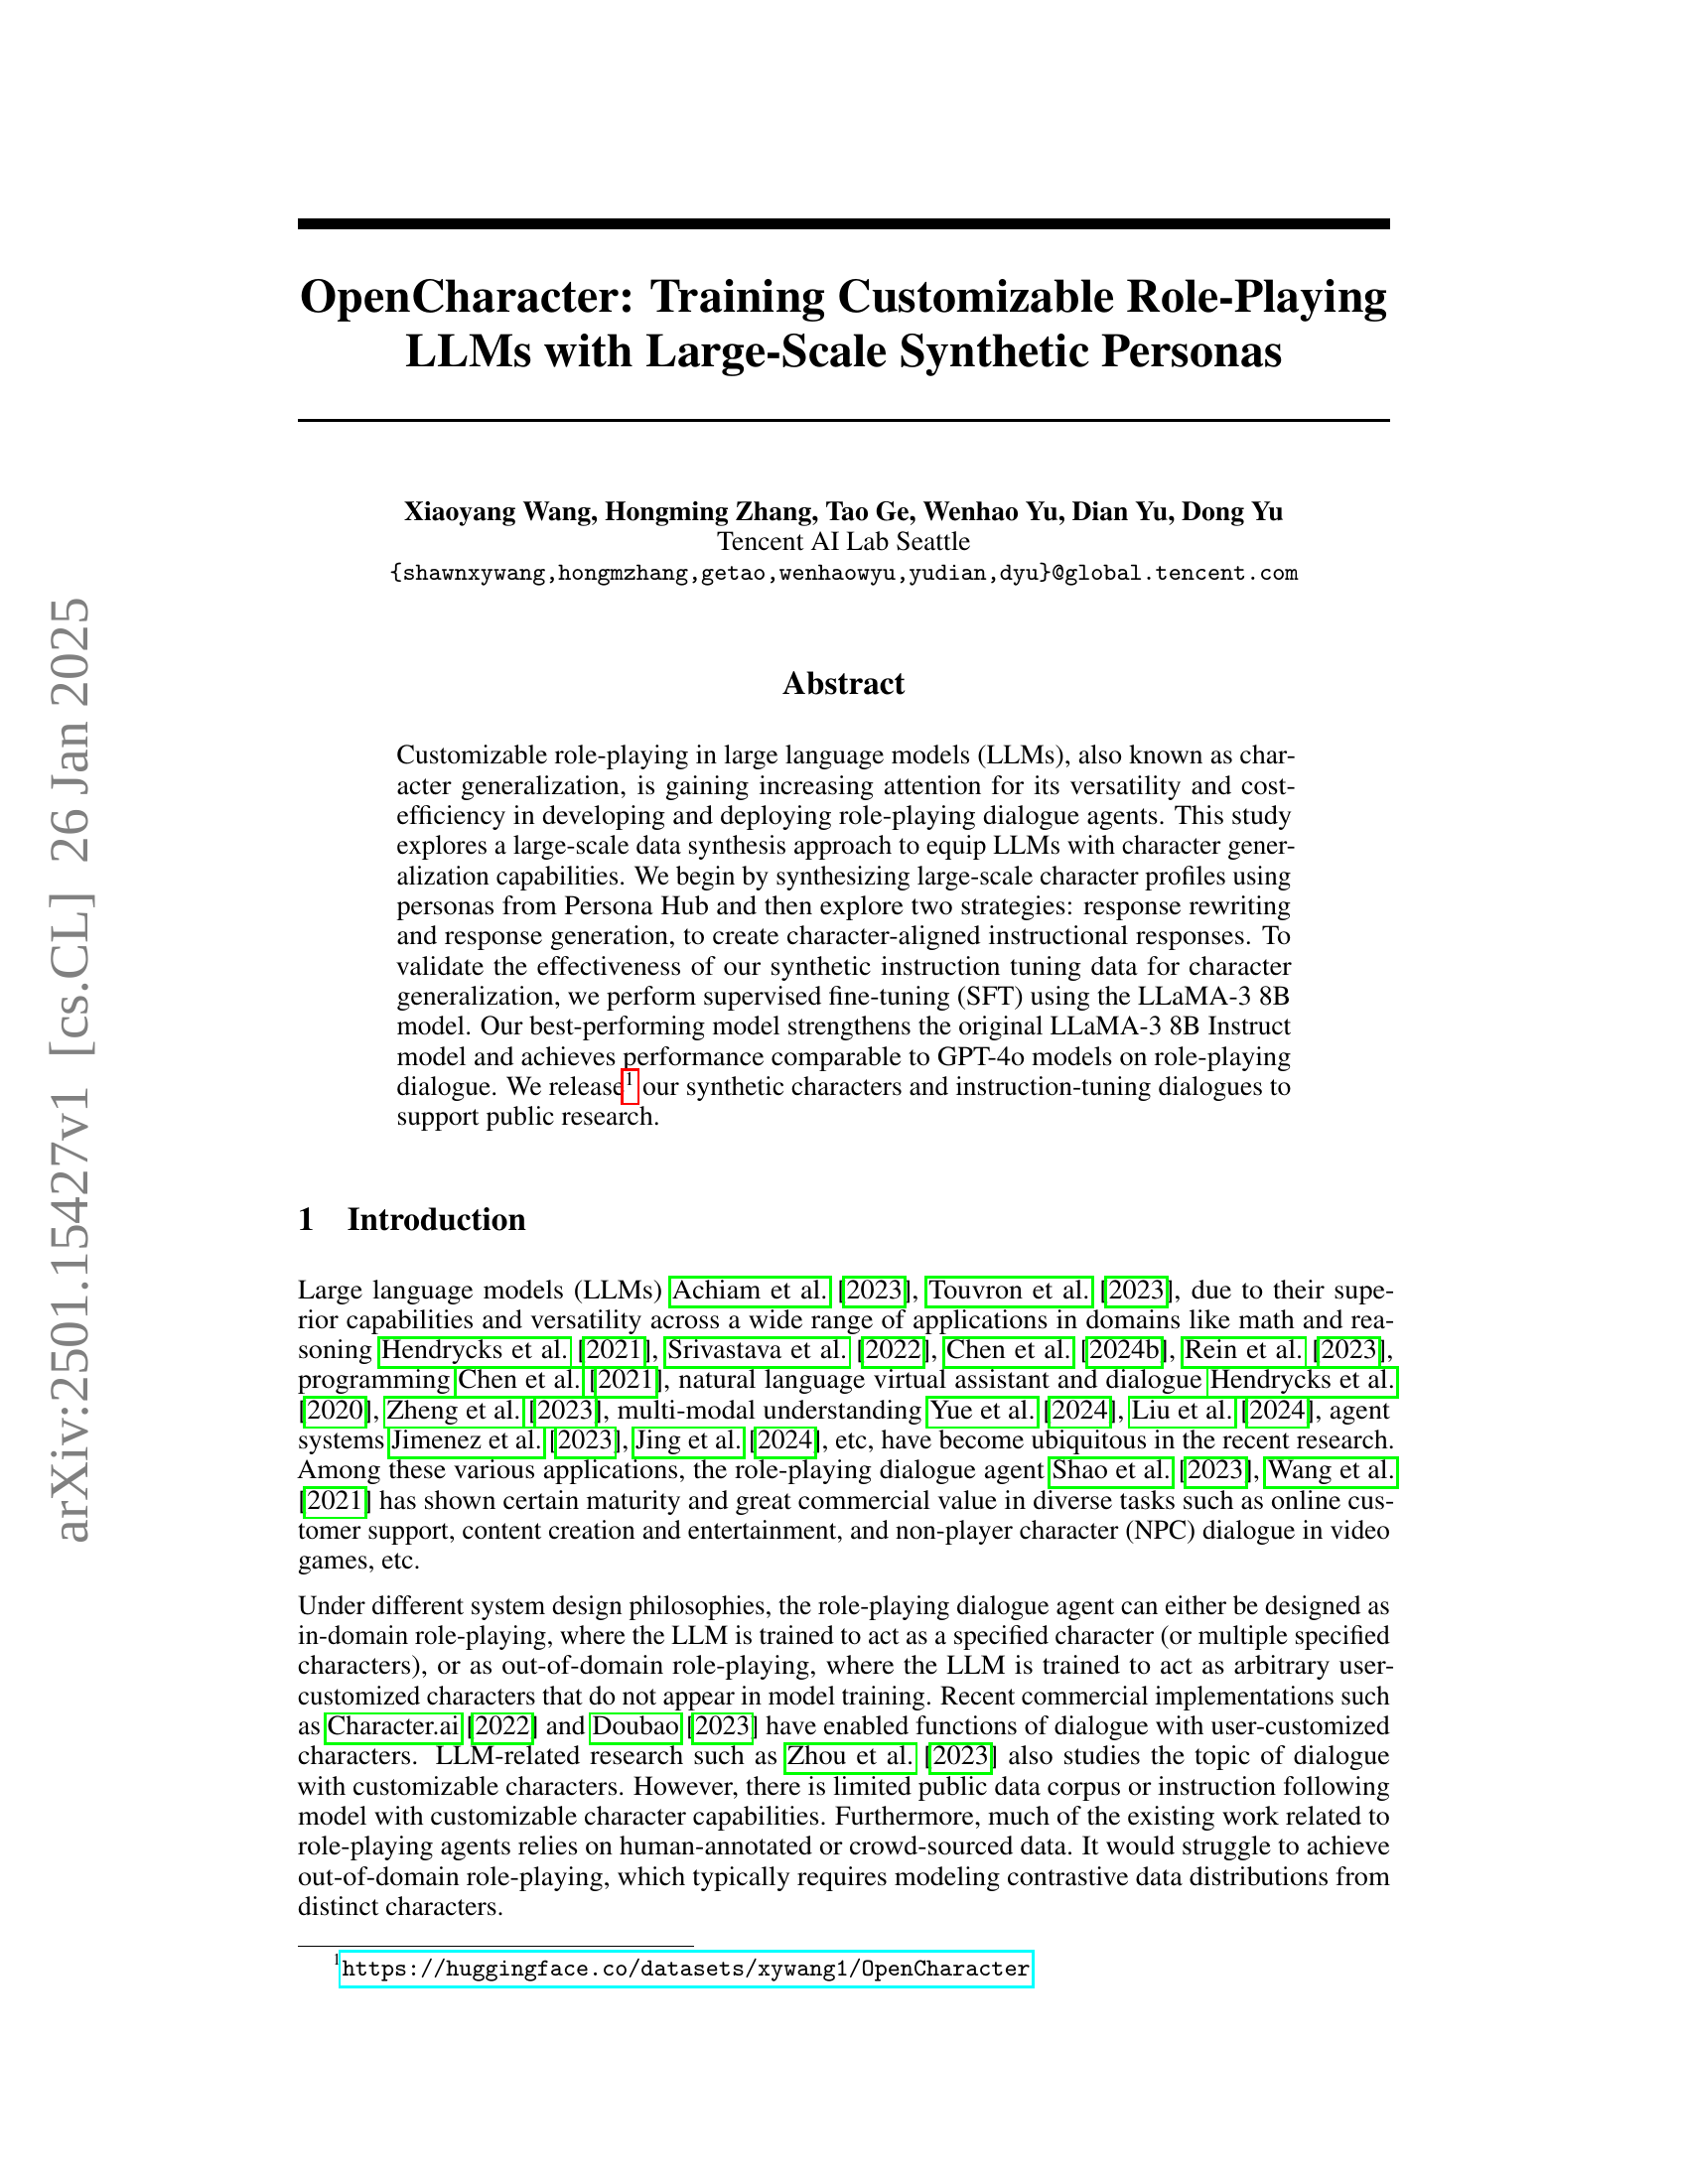 arXiv:2501.15427v1 [cs.CL] 26 Jan 2025
OpenCharacter: Training Customizable Role-Playing
LLMs with Large-Scale Synthetic Personas
Xiaoyang Wang, Hongming Zhang, Tao Ge, Wenhao Yu, Dian Yu, Dong Yu
Tencent AI Lab Seattle
{shawnxywang,hongmzhang,getao,wenhaowyu,yudian,dyu}@global.tencent.com
Abstract
Customizable role-playing in large language models (LLMs), also known as char-
acter generalization, is gaining increasing attention for its versatility and cost-
efficiency in developing and deploying role-playing dialogue agents. This study
explores a large-scale data synthesis approach to equip LLMs with character gener-
alization capabilities. We begin by synthesizing large-scale character profiles using
personas from Persona Hub and then explore two strategies: response rewriting
and response generation, to create character-aligned instructional responses. To
validate the effectiveness of our synthetic instruction tuning data for character
generalization, we perform supervised fine-tuning (SFT) using the LLaMA-3 8B
model. Our best-performing model strengthens the original LLaMA-3 8B Instruct
model and achieves performance comparable to GPT-4o models on role-playing
dialogue. We release1 our synthetic characters and instruction-tuning dialogues to
support public research.
1 Introduction
Large language models (LLMs) Achiam et al. [2023], Touvron et al. [2023], due to their supe-
rior capabilities and versatility across a wide range of applications in domains like math and rea-
soning Hendrycks et al. [2021], Srivastava et al. [2022], Chen et al. [2024b], Rein et al. [2023],
programming Chen et al. [2021], natural language virtual assistant and dialogue Hendrycks et al.
[2020], Zheng et al. [2023], multi-modal understanding Yue et al. [2024], Liu et al. [2024], agent
systems Jimenez et al. [2023], Jing et al. [2024], etc, have become ubiquitous in the recent research.
Among these various applications, the role-playing dialogue agent Shao et al. [2023], Wang et al.
[2021] has shown certain maturity and great commercial value in diverse tasks such as online cus-
tomer support, content creation and entertainment, and non-player character (NPC) dialogue in video
games, etc.
Under different system design philosophies, the role-playing dialogue agent can either be designed as
in-domain role-playing, where the LLM is trained to act as a specified character (or multiple specified
characters), or as out-of-domain role-playing, where the LLM is trained to act as arbitrary user-
customized characters that do not appear in model training. Recent commercial implementations such
as Character.ai [2022] and Doubao [2023] have enabled functions of dialogue with user-customized
characters. LLM-related research such as Zhou et al. [2023] also studies the topic of dialogue
with customizable characters. However, there is limited public data corpus or instruction following
model with customizable character capabilities. Furthermore, much of the existing work related to
role-playing agents relies on human-annotated or crowd-sourced data. It would struggle to achieve
out-of-domain role-playing, which typically requires modeling contrastive data distributions from
distinct characters.
1https://huggingface.co/datasets/xywang1/OpenCharacter